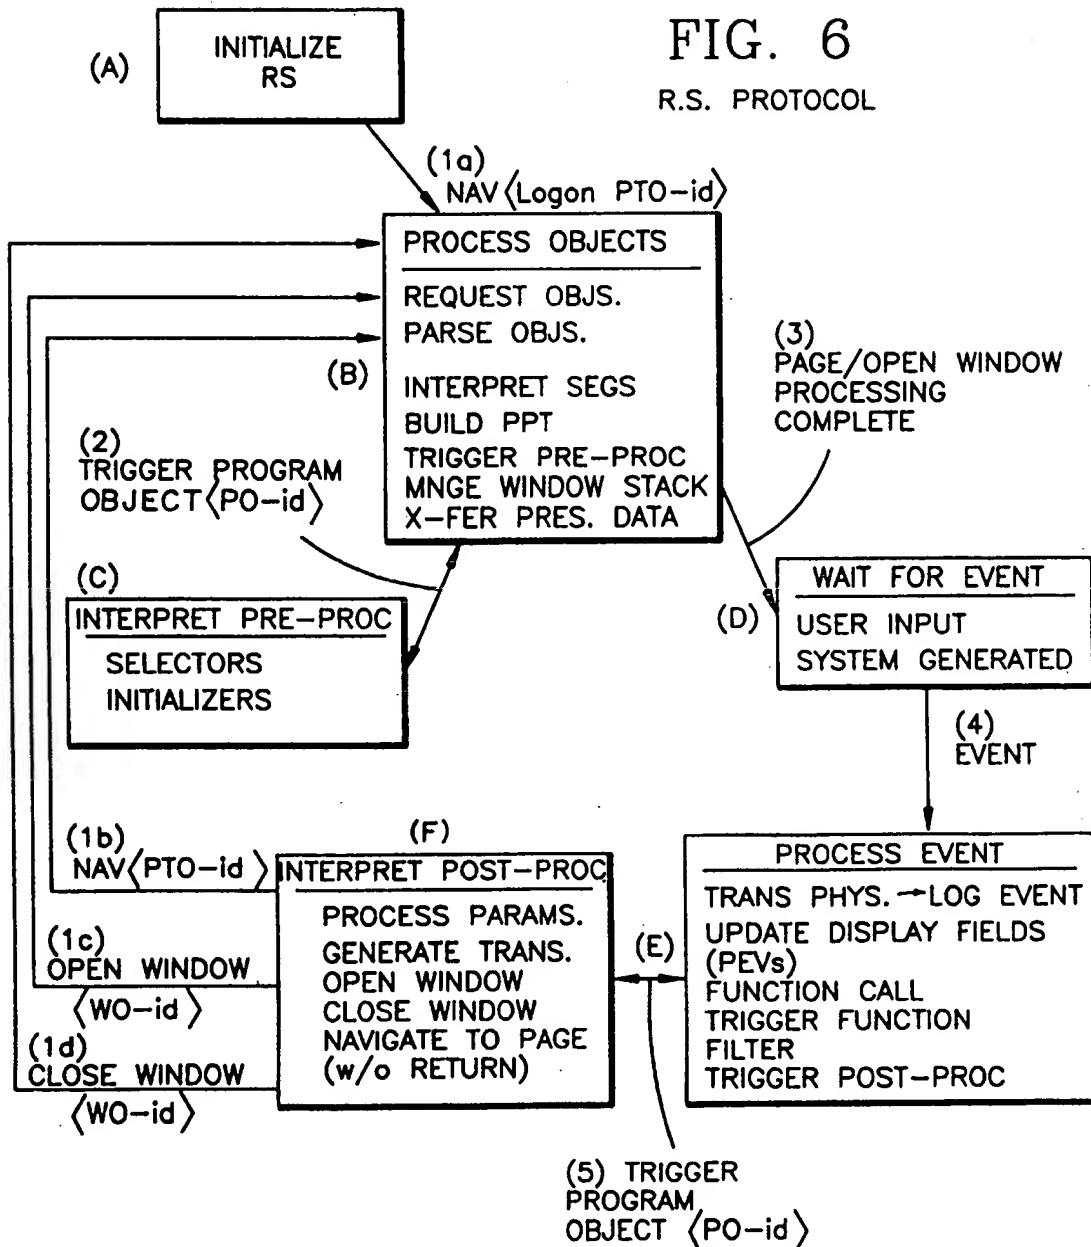 FIG. 6
R.S. PROTOCOL
(A)
INITIALIZE
RS
(1a)
NAV⟨Logon PTO-id⟩
PROCESS OBJECTS
REQUEST OBJS.
PARSE OBJS.
(B)
INTERPRET SEGS
BUILD PPT
TRIGGER PRE-PROC
MNGE WINDOW STACK
X-FER PRES. DATA
(3)
PAGE/OPEN WINDOW
PROCESSING
COMPLETE
(2)
TRIGGER PROGRAM
OBJECT⟨PO-id⟩
(C)
INTERPRET PRE-PROC
SELECTORS
INITIALIZERS
(D)
WAIT FOR EVENT
USER INPUT
SYSTEM GENERATED
(4)
EVENT
(E)
PROCESS EVENT
TRANS PHYS.→LOG EVENT
UPDATE DISPLAY FIELDS
(PEVs)
FUNCTION CALL
TRIGGER FUNCTION
FILTER
TRIGGER POST-PROC
(F)
INTERPRET POST-PROC
PROCESS PARAMS.
GENERATE TRANS.
OPEN WINDOW
CLOSE WINDOW
NAVIGATE TO PAGE
(w/o RETURN)
(1b)
NAV⟨PTO-id⟩
(1c)
OPEN WINDOW
⟨WO-id⟩
(1d)
CLOSE WINDOW
⟨WO-id⟩
(5) TRIGGER
PROGRAM
OBJECT ⟨PO-id⟩